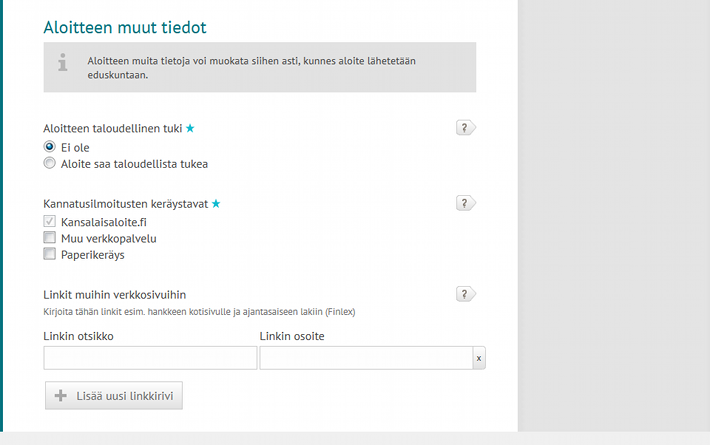 Aloitteen muut tiedot
Aloitteen muita tietoja voi muokata siihen asti, kunnes aloite lähetetään
eduskuntaan.
Aloitteen taloudellinen tuki
?
Ei ole
Aloite saa taloudellista tukea
Kannatusilmoitusten keräystavat
?
Kansalaisaloite.fi
Muu verkkopalvelu
Paperikeräys
Linkit muihin verkkosivuihin
?
Kirjoita tähän linkit esim. hankkeen kotisivulle ja ajantasaiseen lakiin (Finlex)
Linkin otsikko Linkin osoite
x
Lisää uusi linkkirivi